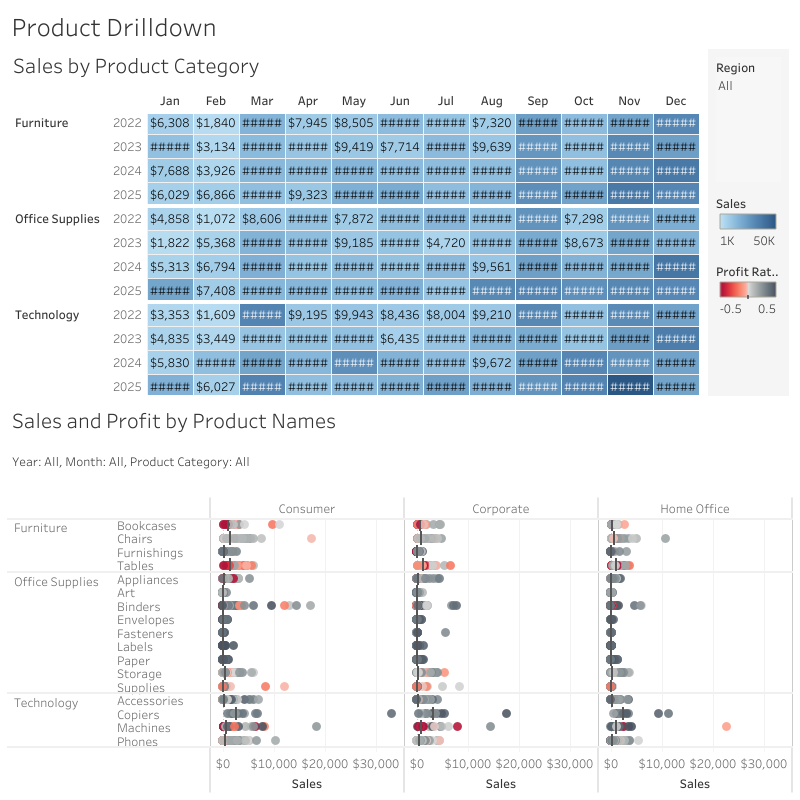 Product Drilldown
Sales by Product Category
Jan Feb Mar Apr May Jun Jul Aug Sep Oct Nov Dec
Furniture 2022 $6,308 $1,840 ##### $7,945 $8,505 ##### ##### $7,320 ##### ##### ##### #####
2023 ##### $3,134 ##### ##### $9,419 $7,714 ##### $9,639 ##### ##### ##### #####
2024 $7,688 $3,926 ##### ##### ##### ##### ##### ##### ##### ##### ##### #####
2025 $6,029 $6,866 ##### $9,323 ##### ##### ##### ##### ##### ##### ##### #####
Office Supplies 2022 $4,858 $1,072 $8,606 ##### $7,872 ##### ##### ##### ##### $7,298 ##### #####
2023 $1,822 $5,368 ##### ##### $9,185 ##### $4,720 ##### ##### $8,673 ##### #####
2024 $5,313 $6,794 ##### ##### ##### ##### ##### $9,561 ##### ##### ##### #####
2025 ##### $7,408 ##### ##### ##### ##### ##### ##### ##### ##### ##### #####
Technology 2022 $3,353 $1,609 ##### $9,195 $9,943 $8,436 $8,004 $9,210 ##### ##### ##### #####
2023 $4,835 $3,449 ##### ##### ##### $6,435 ##### ##### ##### ##### ##### #####
2024 $5,830 ##### ##### ##### ##### ##### ##### $9,672 ##### ##### ##### #####
2025 ##### $6,027 ##### ##### ##### ##### ##### ##### ##### ##### ##### #####
Region
All
Sales
1K 50K
Profit Rat..
-0.5 0.5
Sales and Profit by Product Names
Year: All, Month: All, Product Category: All
Consumer Corporate Home Office
Furniture Bookcases
Chairs
Furnishings
Tables
Office Supplies Appliances
Art
Binders
Envelopes
Fasteners
Labels
Paper
Storage
Supplies
Technology Accessories
Copiers
Machines
Phones
$0 $10,000 $20,000 $30,000 $0 $10,000 $20,000 $30,000 $0 $10,000 $20,000 $30,000
Sales Sales Sales